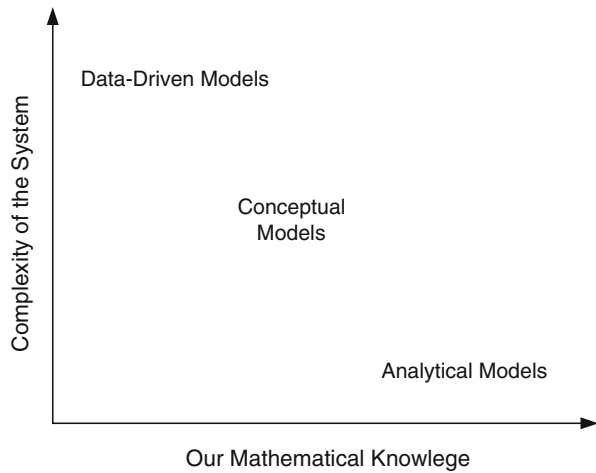 Complexity of the System
Data-Driven Models
Conceptual
Models
Analytical Models
Our Mathematical Knowlege